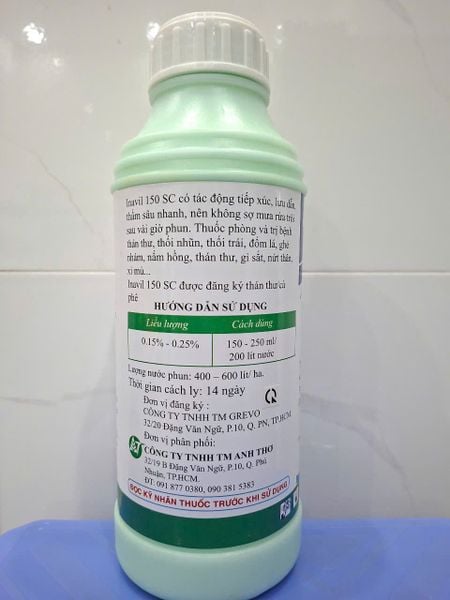 Inavil 150 SC có tác động tiếp xúc, lưu dẫn,
thấm sâu nhanh, nên không sợ mưa rửa trôi
sau vài giờ phun. Thuốc phòng và trị bệnh
thán thư, thối nhũn, thối trái, đốm lá, ghẻ
nhám, nấm hồng, thán thư, gỉ sắt, nứt thân
xì mủ...
Inavil 150 SC được đăng ký thán thư cà
phê
HƯỚNG DẪN SỬ DỤNG
Liều lượng Cách dùng
0.15% - 0.25% 150 - 250 ml/
200 lít nước
Lượng nước phun: 400 – 600 lít/ ha.
Thời gian cách ly: 14 ngày
Đơn vị đăng ký :
CÔNG TY TNHH TM GREVO
32/20 Đặng Văn Ngữ, P.10, Q. PN, TP.HCM.
Đơn vị phân phối:
CÔNG TY TNHH TM ANH THƠ
32/19 B Đặng Văn Ngữ, P.10, Q. Phú
Nhuận, TP.HCM.
ĐT: 091 877 0380, 090 381 5383
ĐỌC KỸ NHÃN THUỐC TRƯỚC KHI SỬ DỤNG